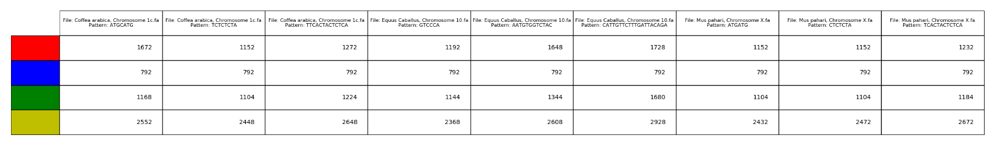 File: Coffea arabica, Chromosome 1c.fa
Pattern: ATGCATG
File: Coffea arabica, Chromosome 1c.fa
Pattern: TCTCTCTA
File: Coffea arabica, Chromosome 1c.fa
Pattern: TTCACTACTCTCA
File: Equus Caballus, Chromosome 10.fa
Pattern: GTCCCA
File: Equus Caballus, Chromosome 10.fa
Pattern: AATGTGGTCTAC
File: Equus Caballus, Chromosome 10.fa
Pattern: CATTGTTCTTTGATTACAGA
File: Mus pahari, Chromosome X.fa
Pattern: ATGATG
File: Mus pahari, Chromosome X.fa
Pattern: CTCTCTA
File: Mus pahari, Chromosome X.fa
Pattern: TCACTACTCTCA
1672 1152 1272 1192 1648 1728 1152 1152 1232
792 792 792 792 792 792 792 792 792
1168 1104 1224 1144 1344 1680 1104 1104 1184
2552 2448 2648 2368 2608 2928 2432 2472 2672